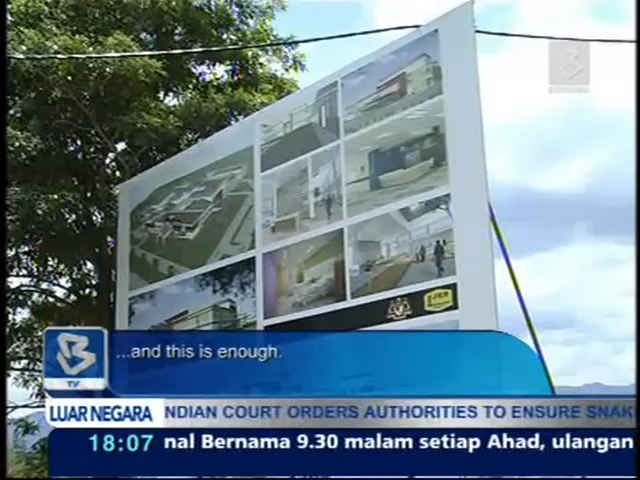 ...and this is enough.
TV
LUAR NEGARA
NDIAN COURT ORDERS AUTHORITIES TO ENSURE SNAK
18:07
nal Bernama 9.30 malam setiap Ahad, ulangan